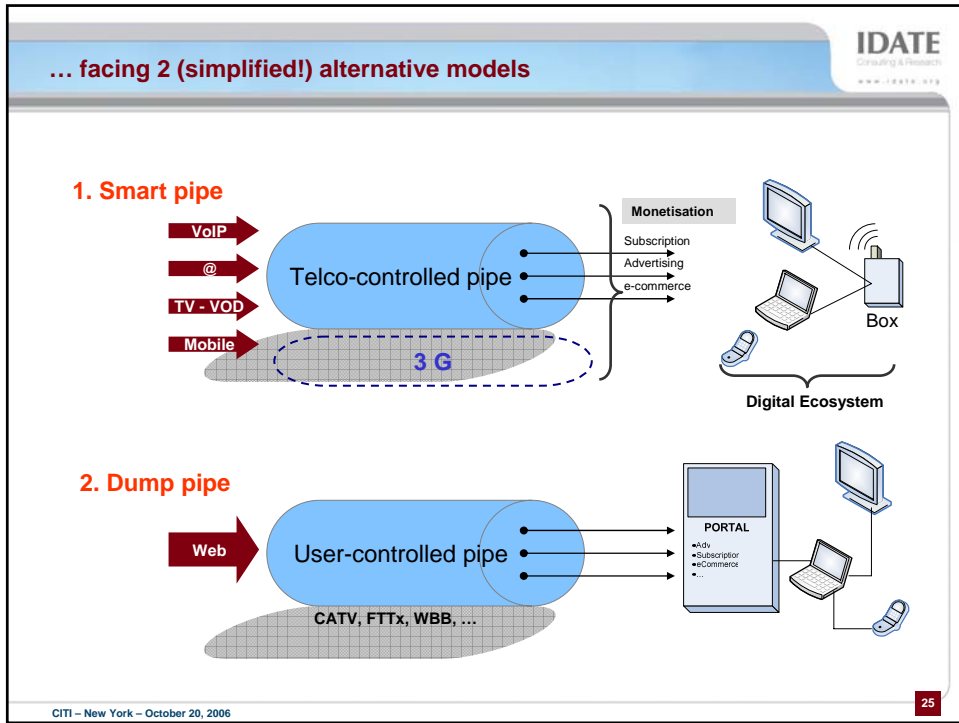 … facing 2 (simplified!) alternative models
IDATE
Consulting & Research
www.idate.org
1. Smart pipe
VoIP
@
TV - VOD
Mobile
Telco-controlled pipe
3 G
Monetisation
Subscription
Advertising
e-commerce
Box
Digital Ecosystem
2. Dump pipe
Web
User-controlled pipe
CATV, FTTx, WBB, …
PORTAL
•Adv
•Subscription
•eCommerce
•...
CITI – New York – October 20, 2006
25